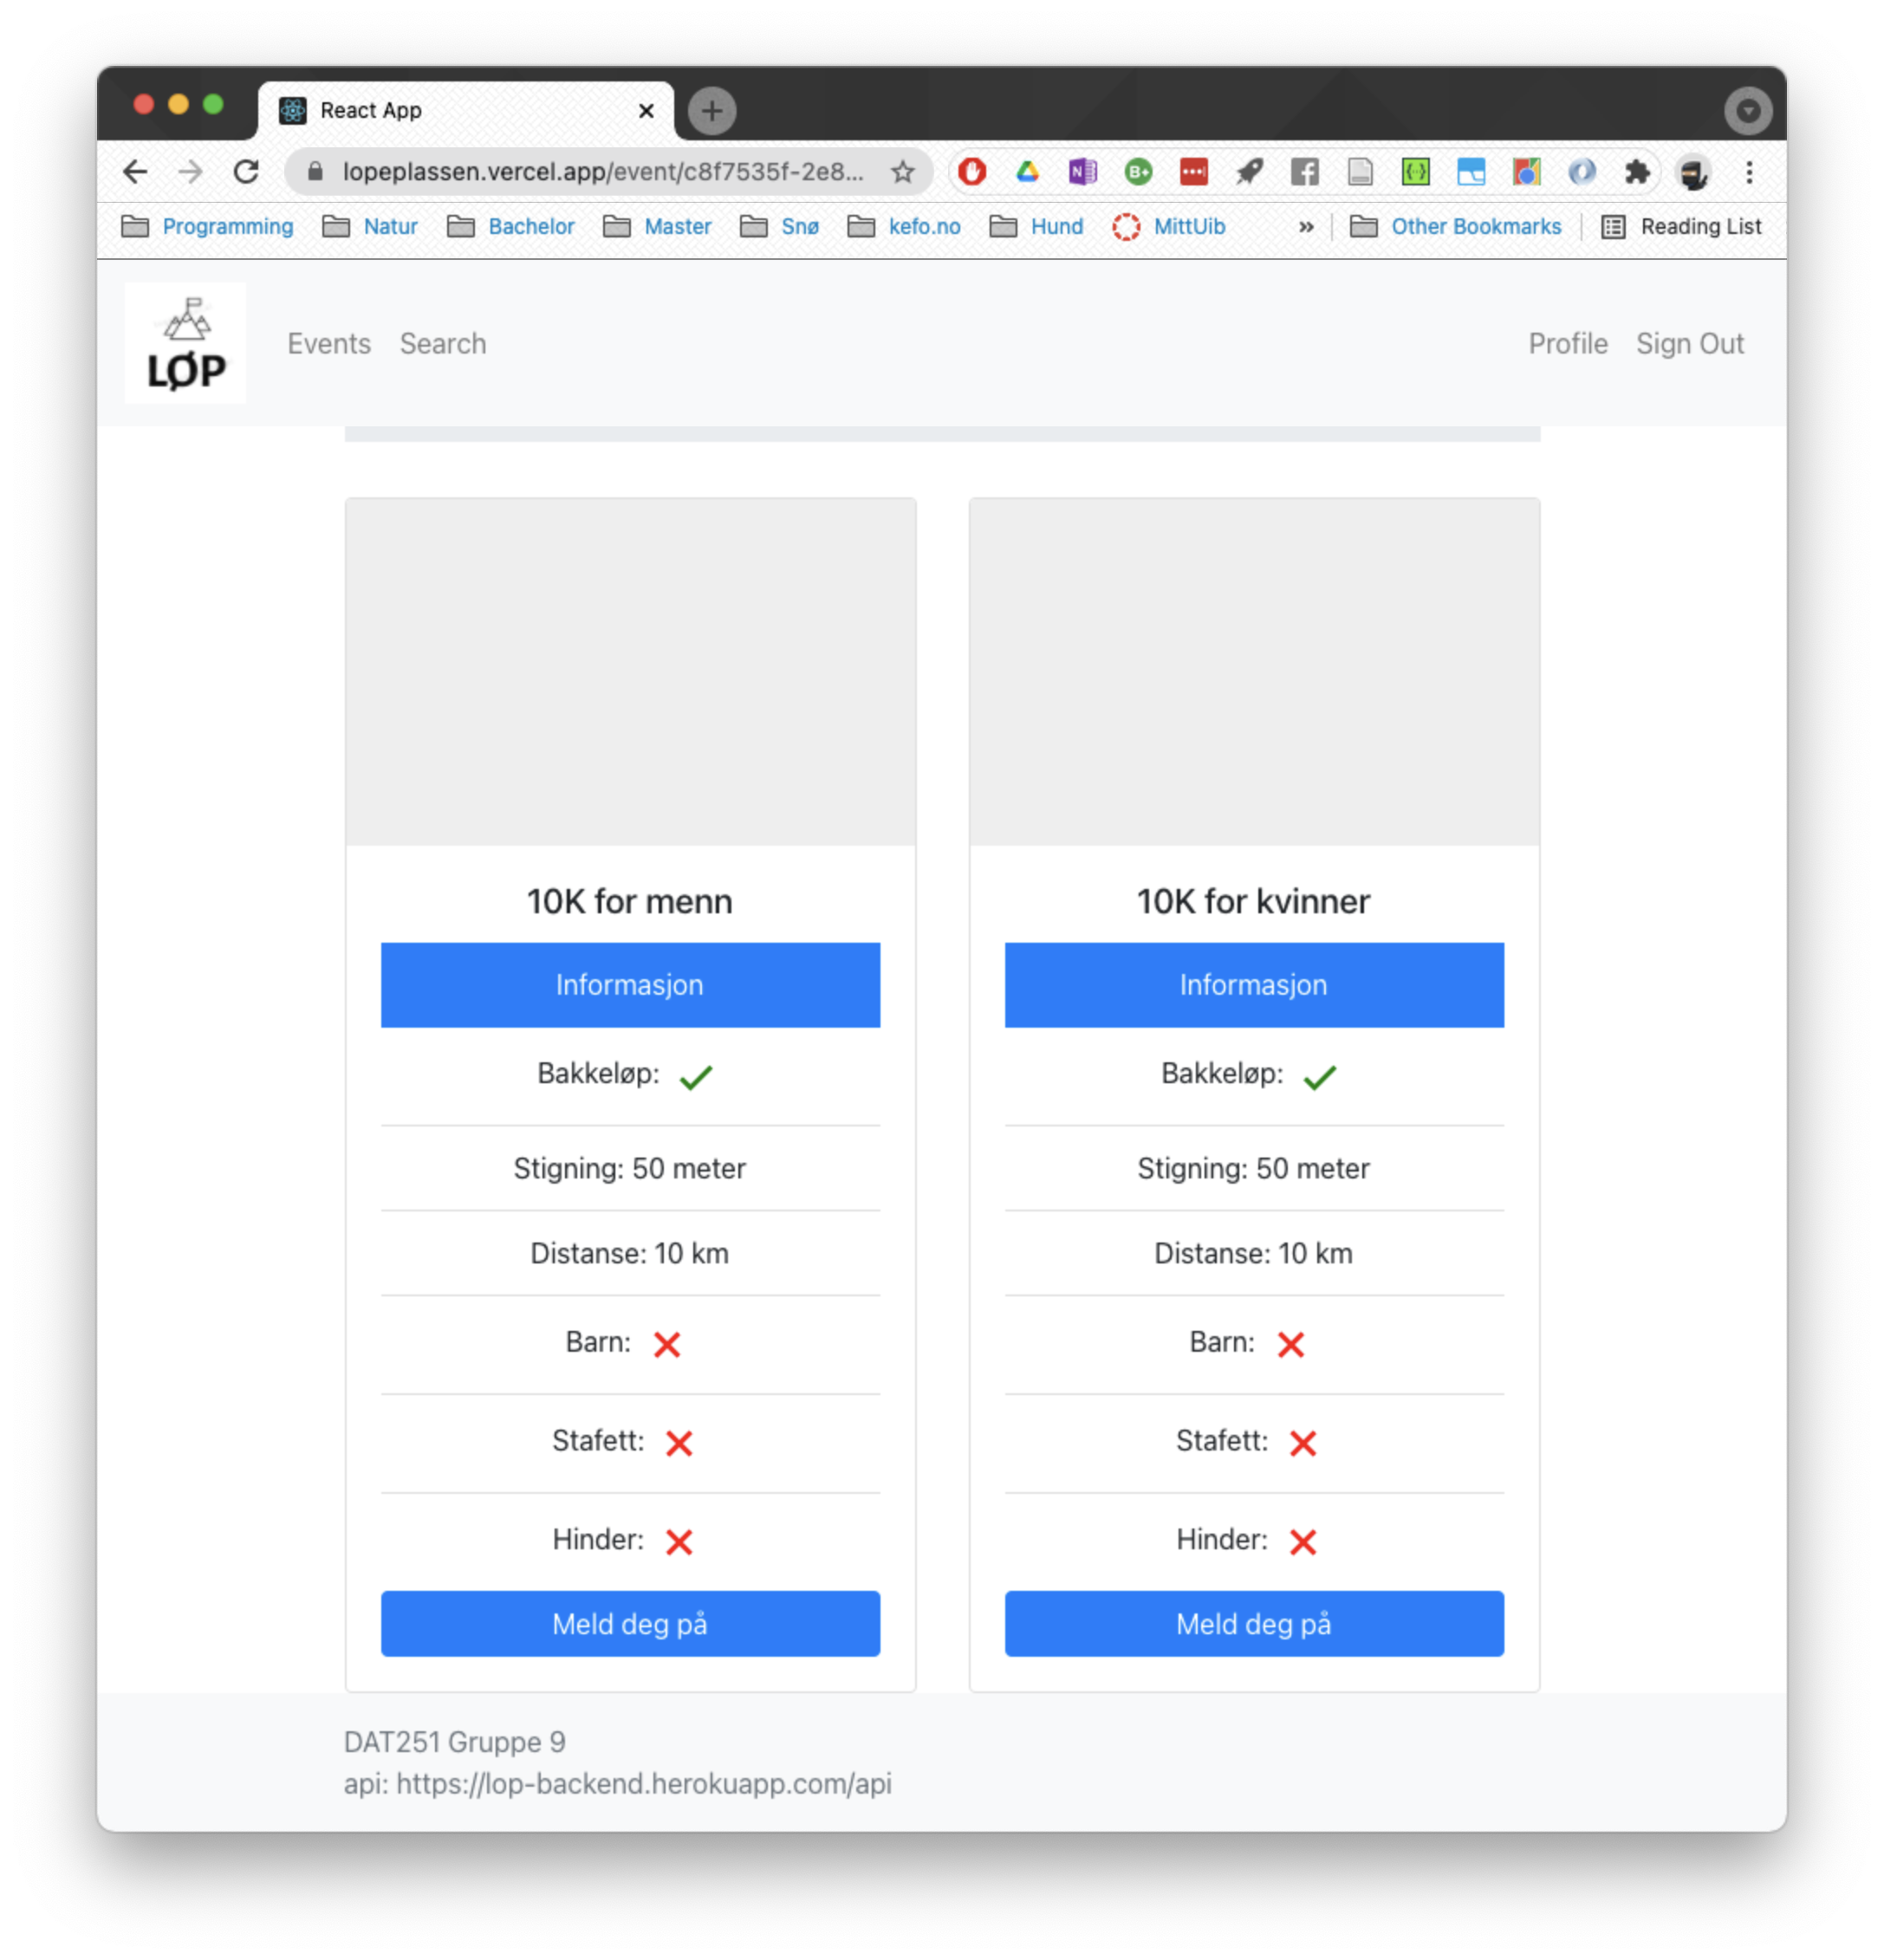 React App
lopeplassen.vercel.app/event/c8f7535f-2e8...
Programming Natur Bachelor Master Snø kefo.no Hund MittUib » Other Bookmarks Reading List
LØP
Events Search Profile Sign Out
10K for menn
Informasjon
Bakkeløp:
Stigning: 50 meter
Distanse: 10 km
Barn:
Stafett:
Hinder:
Meld deg på
10K for kvinner
Informasjon
Bakkeløp:
Stigning: 50 meter
Distanse: 10 km
Barn:
Stafett:
Hinder:
Meld deg på
DAT251 Gruppe 9
api: https://lop-backend.herokuapp.com/api